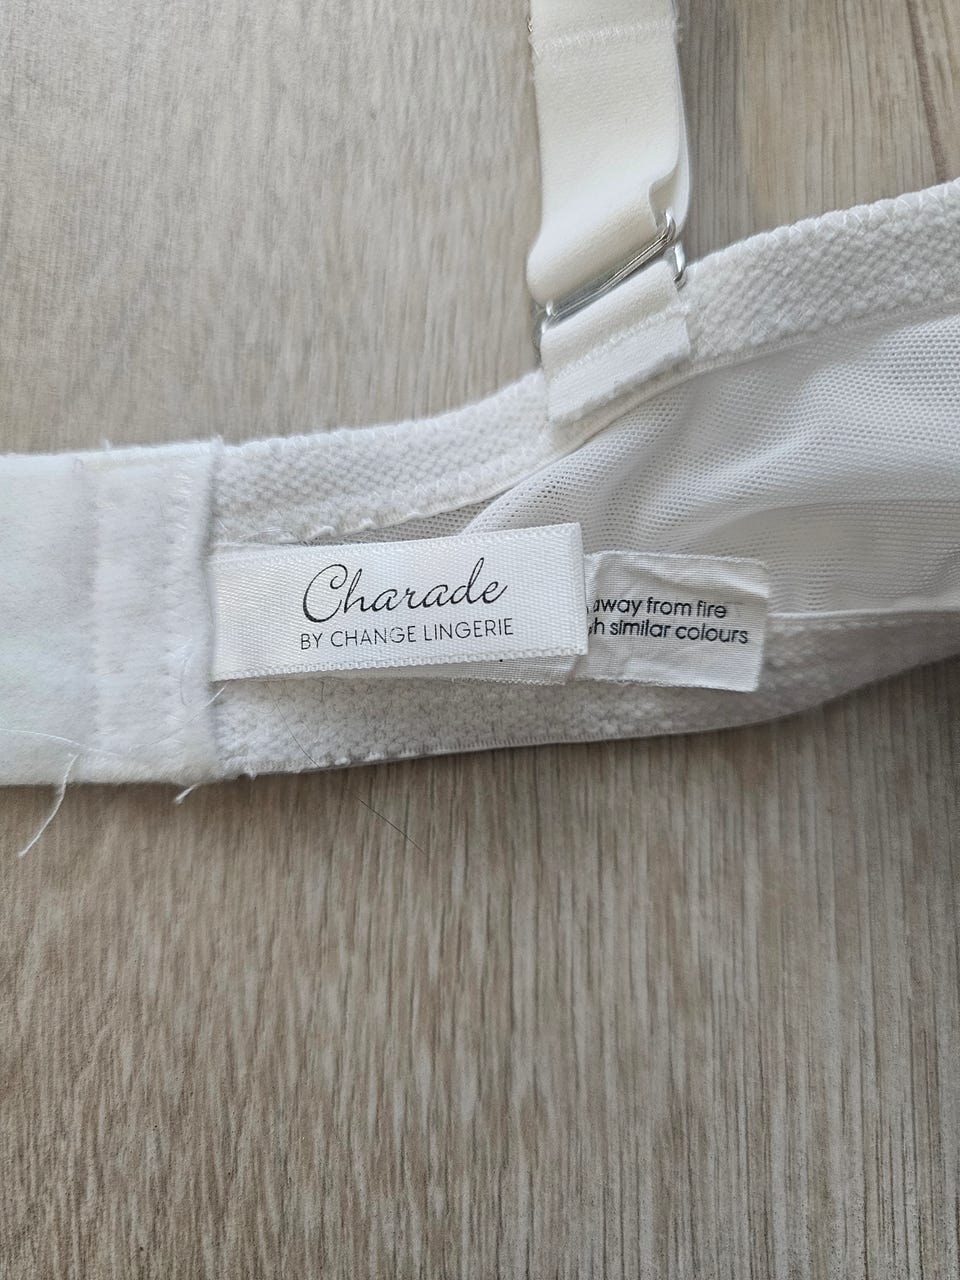 Charade
BY CHANGE LINGERIE
away from fire
similar colours